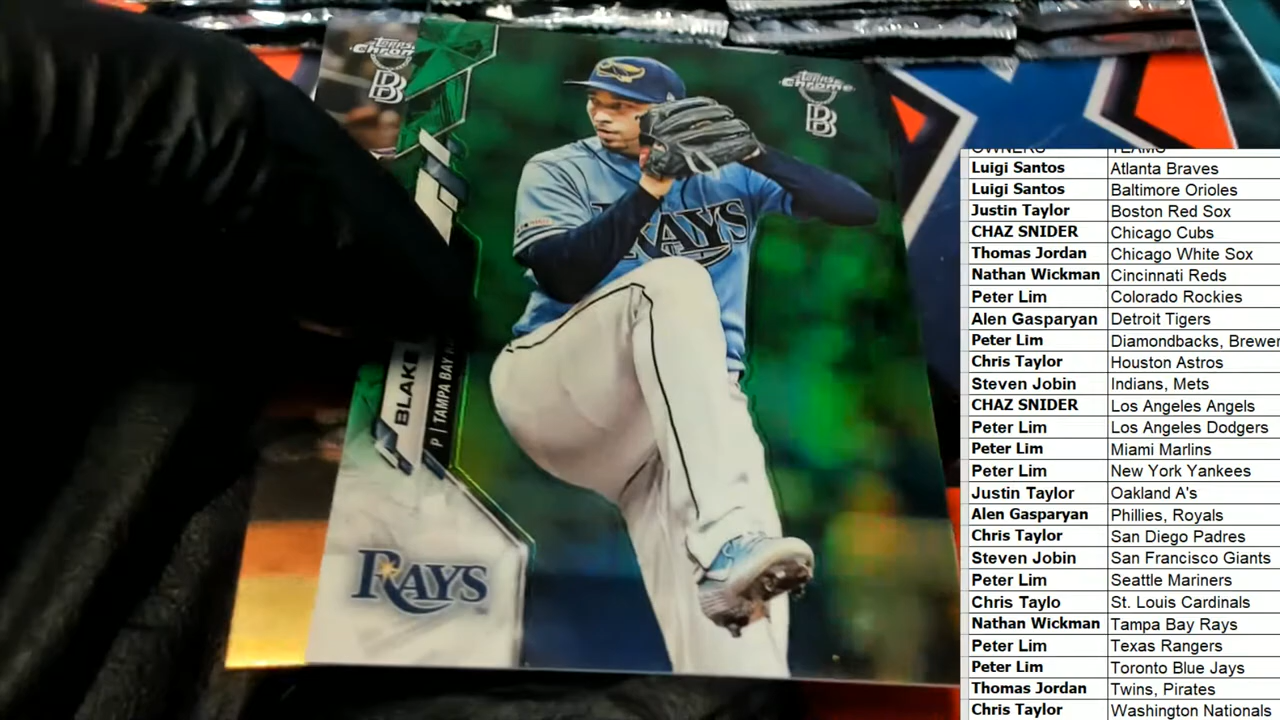 Topps
Chrome
B
Topps
Chrome
B
RAYS
BLAKE
P | TAMPA BAY
RAYS
OWNERS TEAMS
Luigi Santos Atlanta Braves
Luigi Santos Baltimore Orioles
Justin Taylor Boston Red Sox
CHAZ SNIDER Chicago Cubs
Thomas Jordan Chicago White Sox
Nathan Wickman Cincinnati Reds
Peter Lim Colorado Rockies
Alen Gasparyan Detroit Tigers
Peter Lim Diamondbacks, Brewer
Chris Taylor Houston Astros
Steven Jobin Indians, Mets
CHAZ SNIDER Los Angeles Angels
Peter Lim Los Angeles Dodgers
Peter Lim Miami Marlins
Peter Lim New York Yankees
Justin Taylor Oakland A's
Alen Gasparyan Phillies, Royals
Chris Taylor San Diego Padres
Steven Jobin San Francisco Giants
Peter Lim Seattle Mariners
Chris Taylo St. Louis Cardinals
Nathan Wickman Tampa Bay Rays
Peter Lim Texas Rangers
Peter Lim Toronto Blue Jays
Thomas Jordan Twins, Pirates
Chris Taylor Washington Nationals